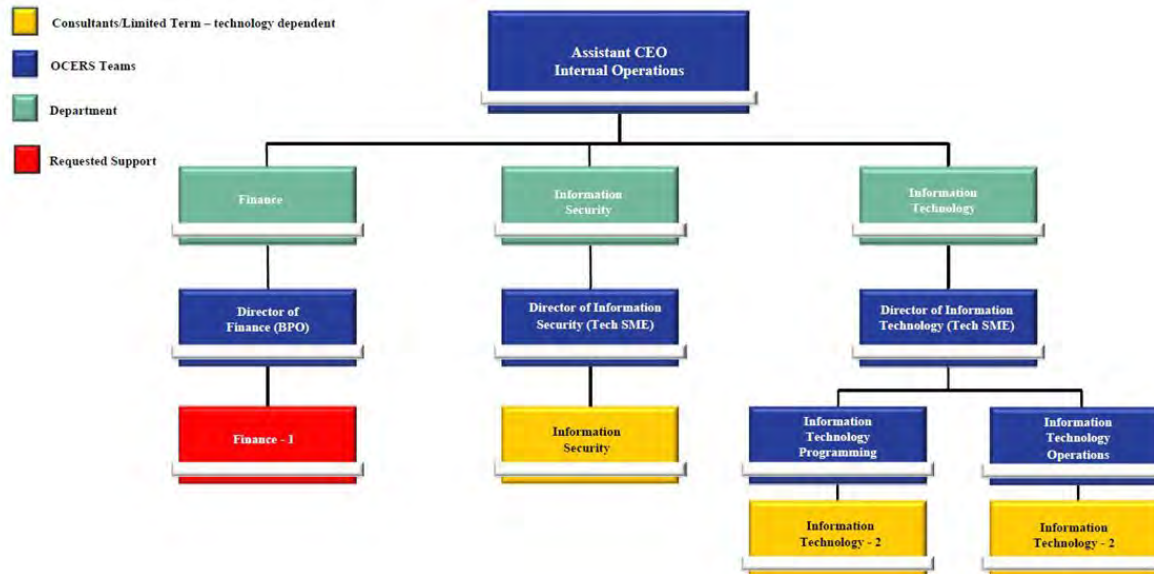 Consultants/Limited Term – technology dependent
OCERS Teams
Department
Requested Support
Assistant CEO
Internal Operations
Finance
Information
Security
Information
Technology
Director of
Finance (BPO)
Director of Information
Security (Tech SME)
Director of Information
Technology (Tech SME)
Finance - 1
Information
Security
Information
Technology
Programming
Information
Technology
Operations
Information
Technology - 2
Information
Technology - 2